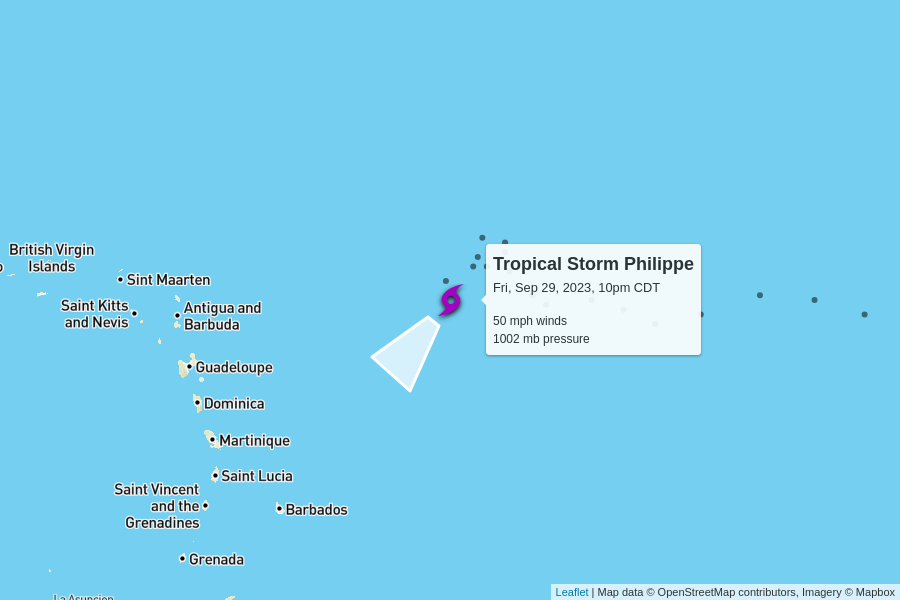 British Virgin
Islands
Sint Maarten
Saint Kitts
and Nevis
Antigua and
Barbuda
Guadeloupe
Dominica
Martinique
Saint Lucia
Saint Vincent
and the
Grenadines
Barbados
Grenada
La Asuncion
Tropical Storm Philippe
Fri, Sep 29, 2023, 10pm CDT
50 mph winds
1002 mb pressure
Leaflet | Map data © OpenStreetMap contributors, Imagery © Mapbox